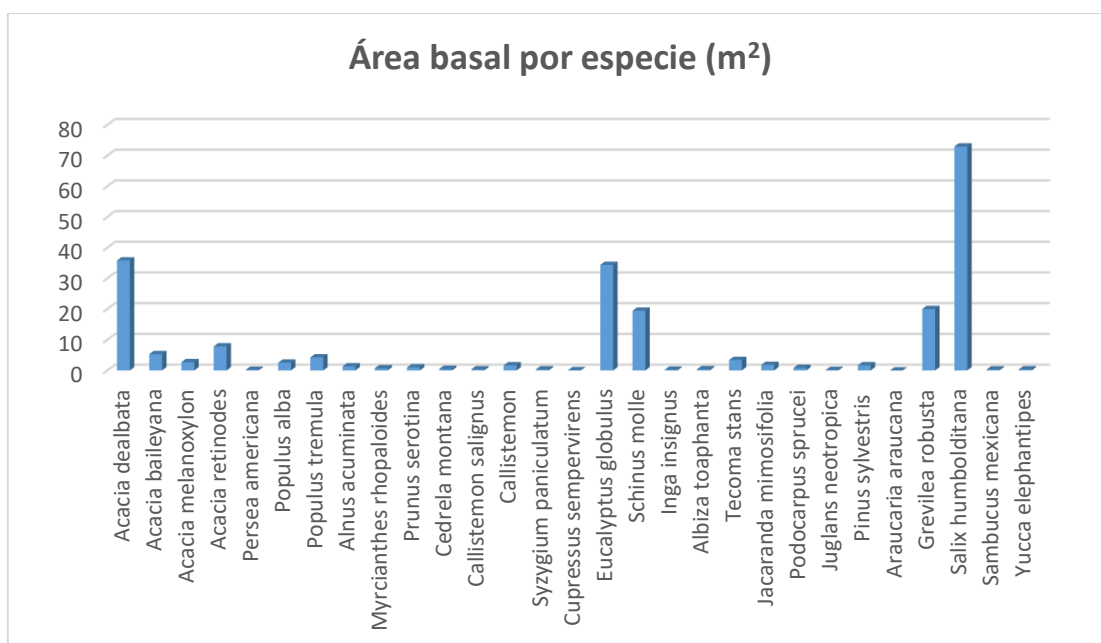 Área basal por especie (m²)
80
70
60
50
40
30
20
10
0
Acacia dealbata
Acacia baileyana
Acacia melanoxylon
Acacia retinodes
Persea americana
Populus alba
Populus tremula
Alnus acuminata
Myrcianthes rhopaloides
Prunus serotina
Cedrela montana
Callistemon salignus
Callistemon
Syzygium paniculatum
Cupressus sempervirens
Eucalyptus globulus
Schinus molle
Inga insignus
Albiza toaphanta
Tecoma stans
Jacaranda mimosifolia
Podocarpus sprucei
Juglans neotropica
Pinus sylvestris
Araucaria araucana
Grevilea robusta
Salix humbolditana
Sambucus mexicana
Yucca elephantipes